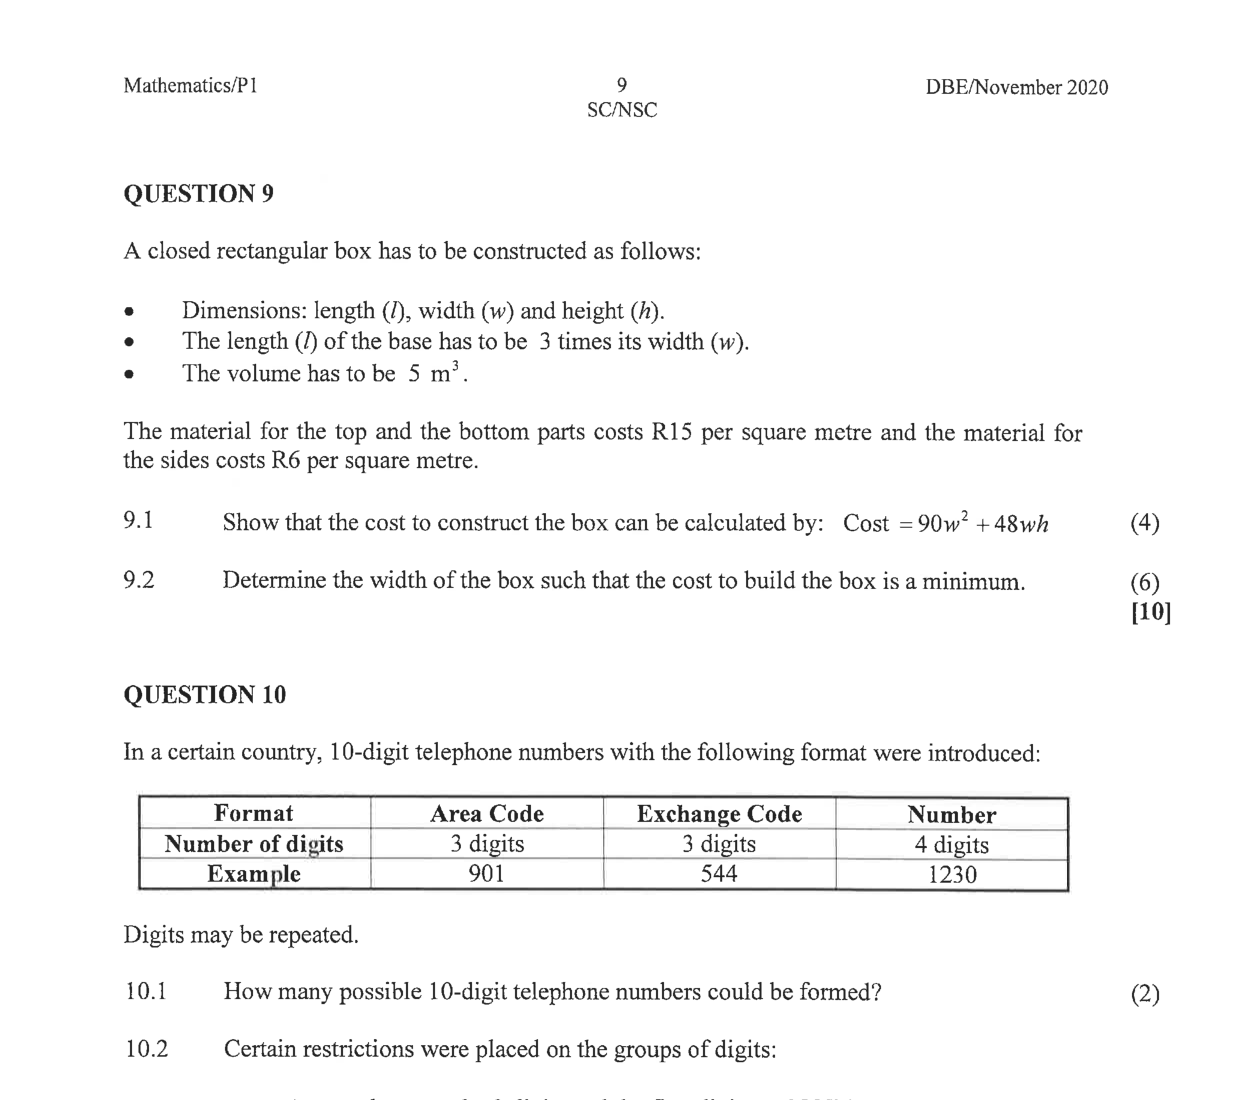 Mathematics/P1 9 DBE/November 2020
SC/NSC
QUESTION 9
A closed rectangular box has to be constructed as follows:
• Dimensions: length (l), width (w) and height (h).
• The length (l) of the base has to be 3 times its width (w).
• The volume has to be 5 m³.
The material for the top and the bottom parts costs R15 per square metre and the material for
the sides costs R6 per square metre.
9.1 Show that the cost to construct the box can be calculated by: Cost = 90w² + 48wh (4)
9.2 Determine the width of the box such that the cost to build the box is a minimum. (6)
[10]
QUESTION 10
In a certain country, 10-digit telephone numbers with the following format were introduced:
Format Area Code Exchange Code Number
Number of digits 3 digits 3 digits 4 digits
Example 901 544 1230
Digits may be repeated.
10.1 How many possible 10-digit telephone numbers could be formed? (2)
10.2 Certain restrictions were placed on the groups of digits: